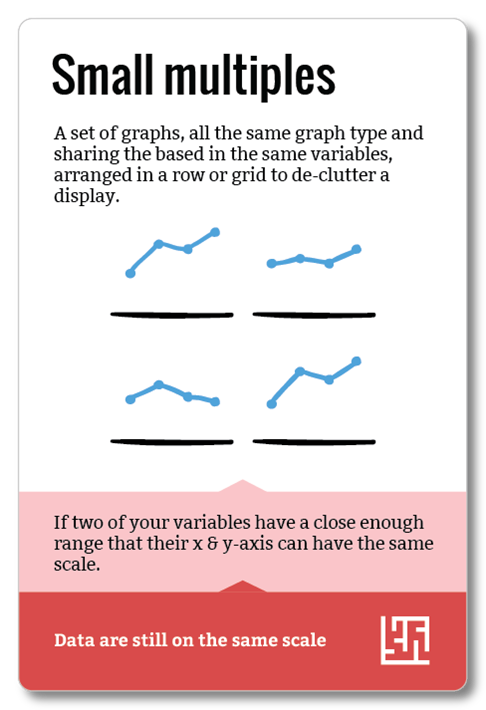 Small multiples
A set of graphs, all the same graph type and
sharing the based in the same variables,
arranged in a row or grid to de-clutter a
display.
If two of your variables have a close enough
range that their x & y-axis can have the same
scale.
Data are still on the same scale